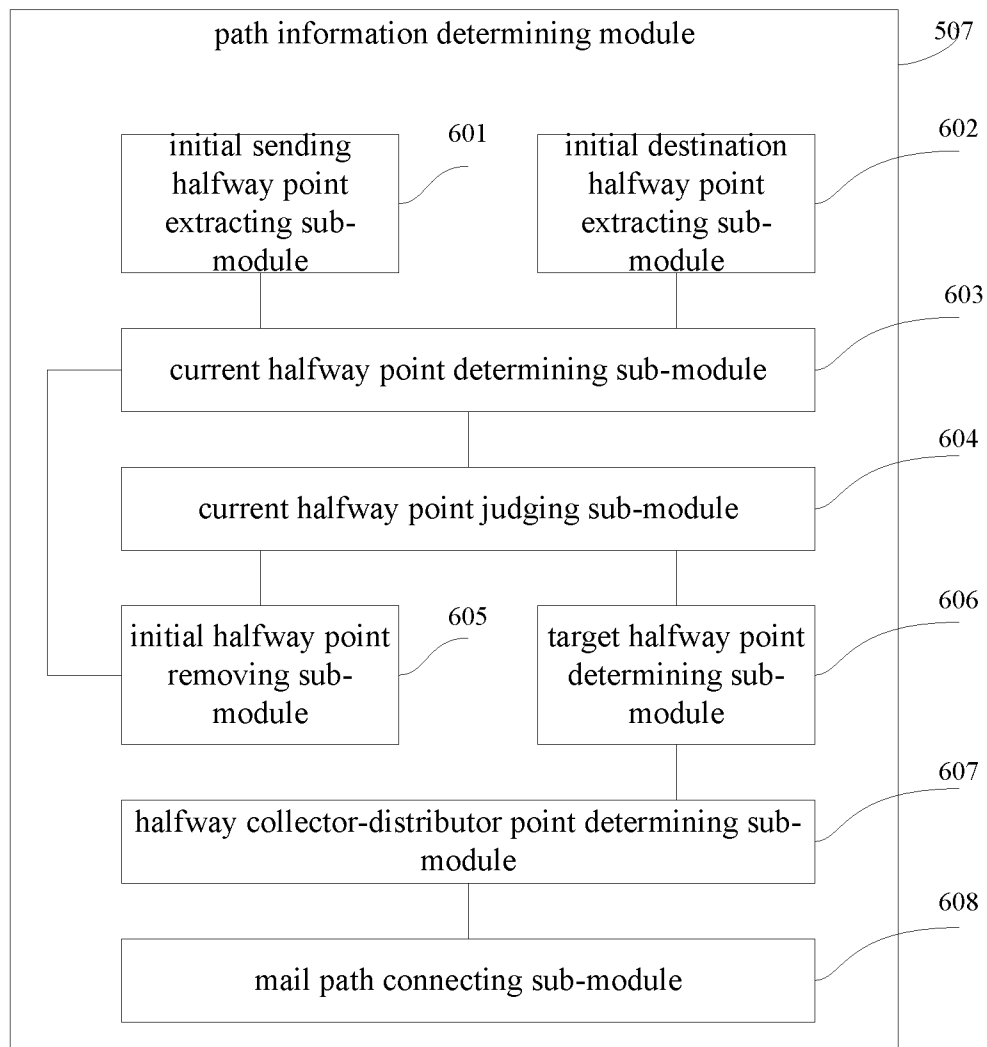 path information determining module
507
initial sending
halfway point
extracting sub-
module
601
initial destination
halfway point
extracting sub-
module
602
603
current halfway point determining sub-module
604
current halfway point judging sub-module
initial halfway point
removing sub-
module
605
target halfway point
determining sub-
module
606
607
halfway collector-distributor point determining sub-
module
608
mail path connecting sub-module